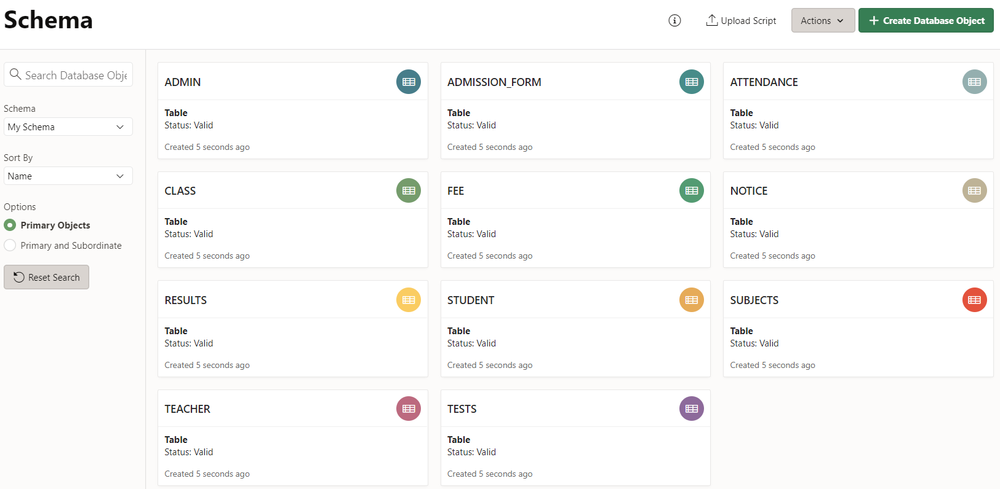 Schema
Upload Script
Actions
Create Database Object
Search Database Obje
Schema
My Schema
Sort By
Name
Options
Primary Objects
Primary and Subordinate
Reset Search
ADMIN
Table
Status: Valid
Created 5 seconds ago
ADMISSION_FORM
Table
Status: Valid
Created 5 seconds ago
ATTENDANCE
Table
Status: Valid
Created 5 seconds ago
CLASS
Table
Status: Valid
Created 5 seconds ago
FEE
Table
Status: Valid
Created 5 seconds ago
NOTICE
Table
Status: Valid
Created 5 seconds ago
RESULTS
Table
Status: Valid
Created 5 seconds ago
STUDENT
Table
Status: Valid
Created 5 seconds ago
SUBJECTS
Table
Status: Valid
Created 5 seconds ago
TEACHER
Table
Status: Valid
Created 5 seconds ago
TESTS
Table
Status: Valid
Created 5 seconds ago